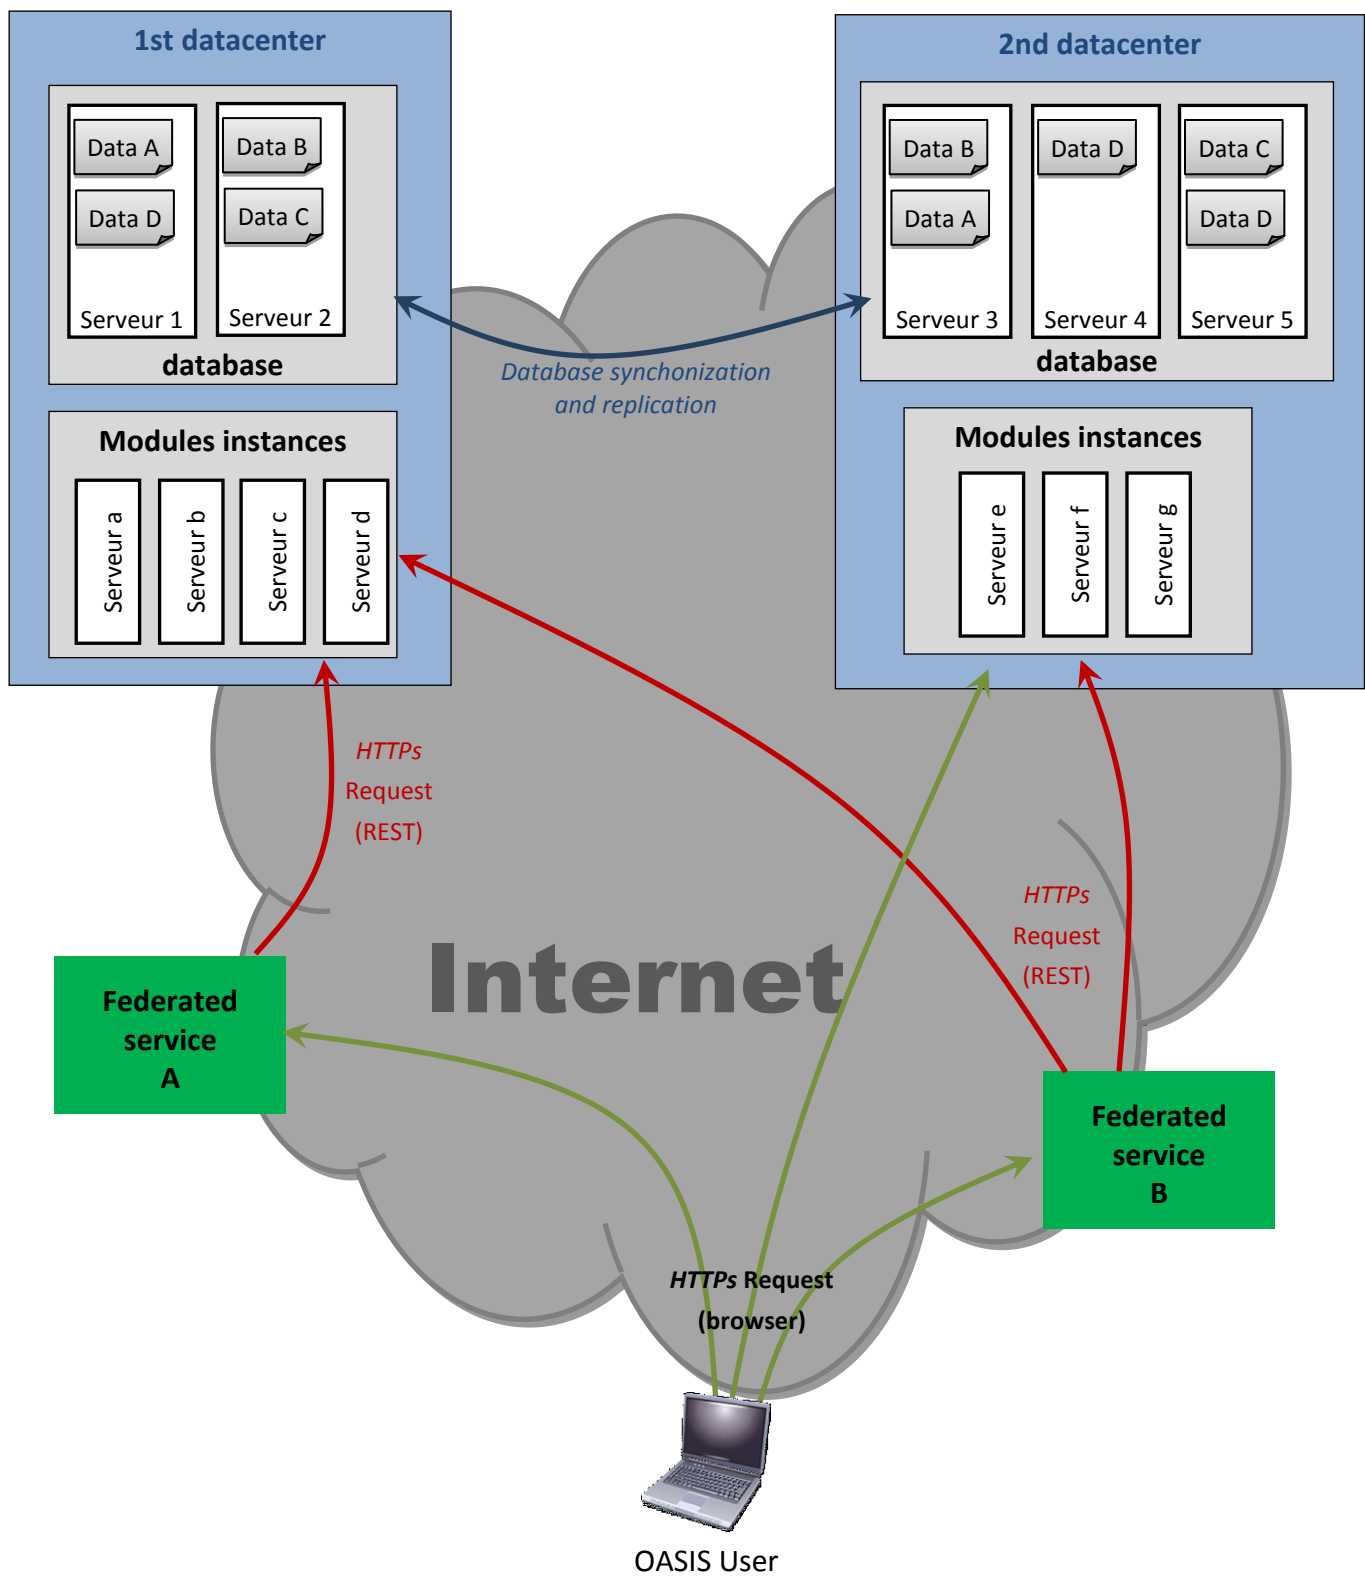 1st datacenter
Data A
Data D
Serveur 1
Data B
Data C
Serveur 2
database
Modules instances
Serveur a
Serveur b
Serveur c
Serveur d
2nd datacenter
Data B
Data A
Serveur 3
Data D
Serveur 4
Data C
Data D
Serveur 5
database
Modules instances
Serveur e
Serveur f
Serveur g
Database synchonization
and replication
HTTPs
Request
(REST)
HTTPs
Request
(REST)
Internet
Federated
service
A
Federated
service
B
HTTPs Request
(browser)
OASIS User